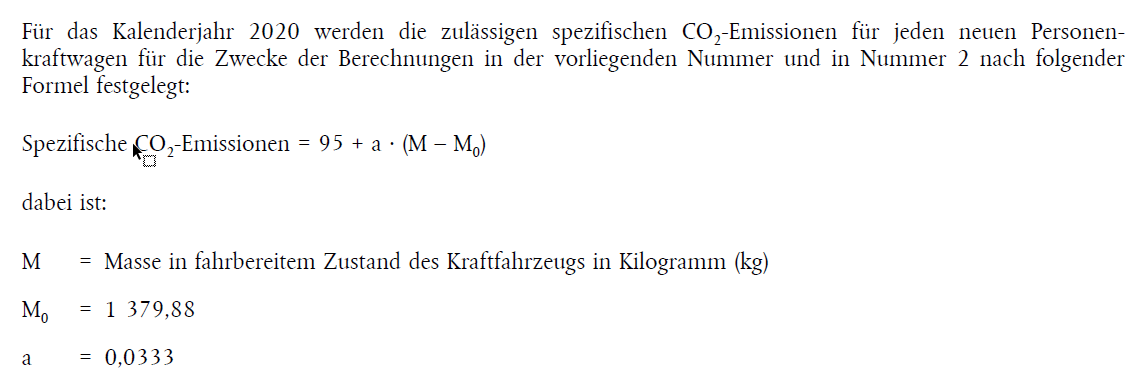 Für das Kalenderjahr 2020 werden die zulässigen spezifischen CO₂-Emissionen für jeden neuen Personen-
kraftwagen für die Zwecke der Berechnungen in der vorliegenden Nummer und in Nummer 2 nach folgender
Formel festgelegt:
Spezifische CO₂-Emissionen = 95 + a · (M – M₀)
dabei ist:
M = Masse in fahrbereitem Zustand des Kraftfahrzeugs in Kilogramm (kg)
M₀ = 1 379,88
a = 0,0333